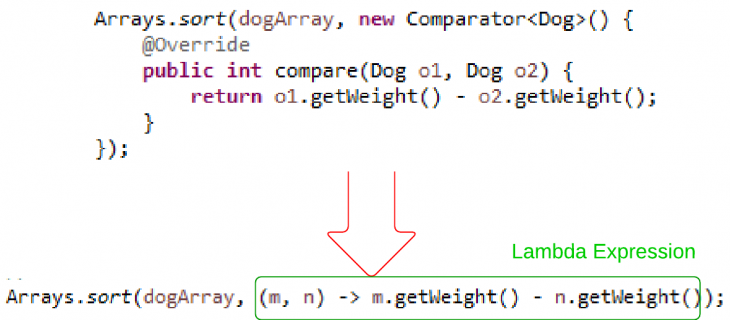 Arrays.sort(dogArray, new Comparator<Dog>() {
    @Override
    public int compare(Dog o1, Dog o2) {
        return o1.getWeight() - o2.getWeight();
    }
});
Lambda Expression
Arrays.sort(dogArray, (m, n) -> m.getWeight() - n.getWeight());